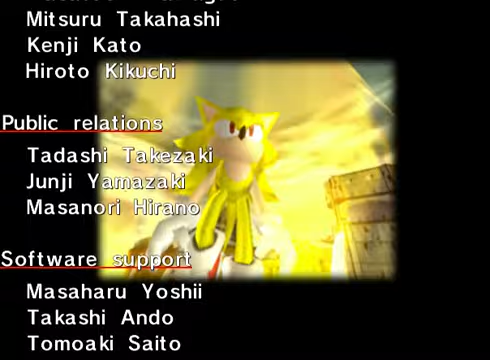 Mitsuru Takahashi
Kenji Kato
Hiroto Kikuchi
Public relations
Tadashi Takezaki
Junji Yamazaki
Masanori Hirano
Software support
Masaharu Yoshii
Takashi Ando
Tomoaki Saito